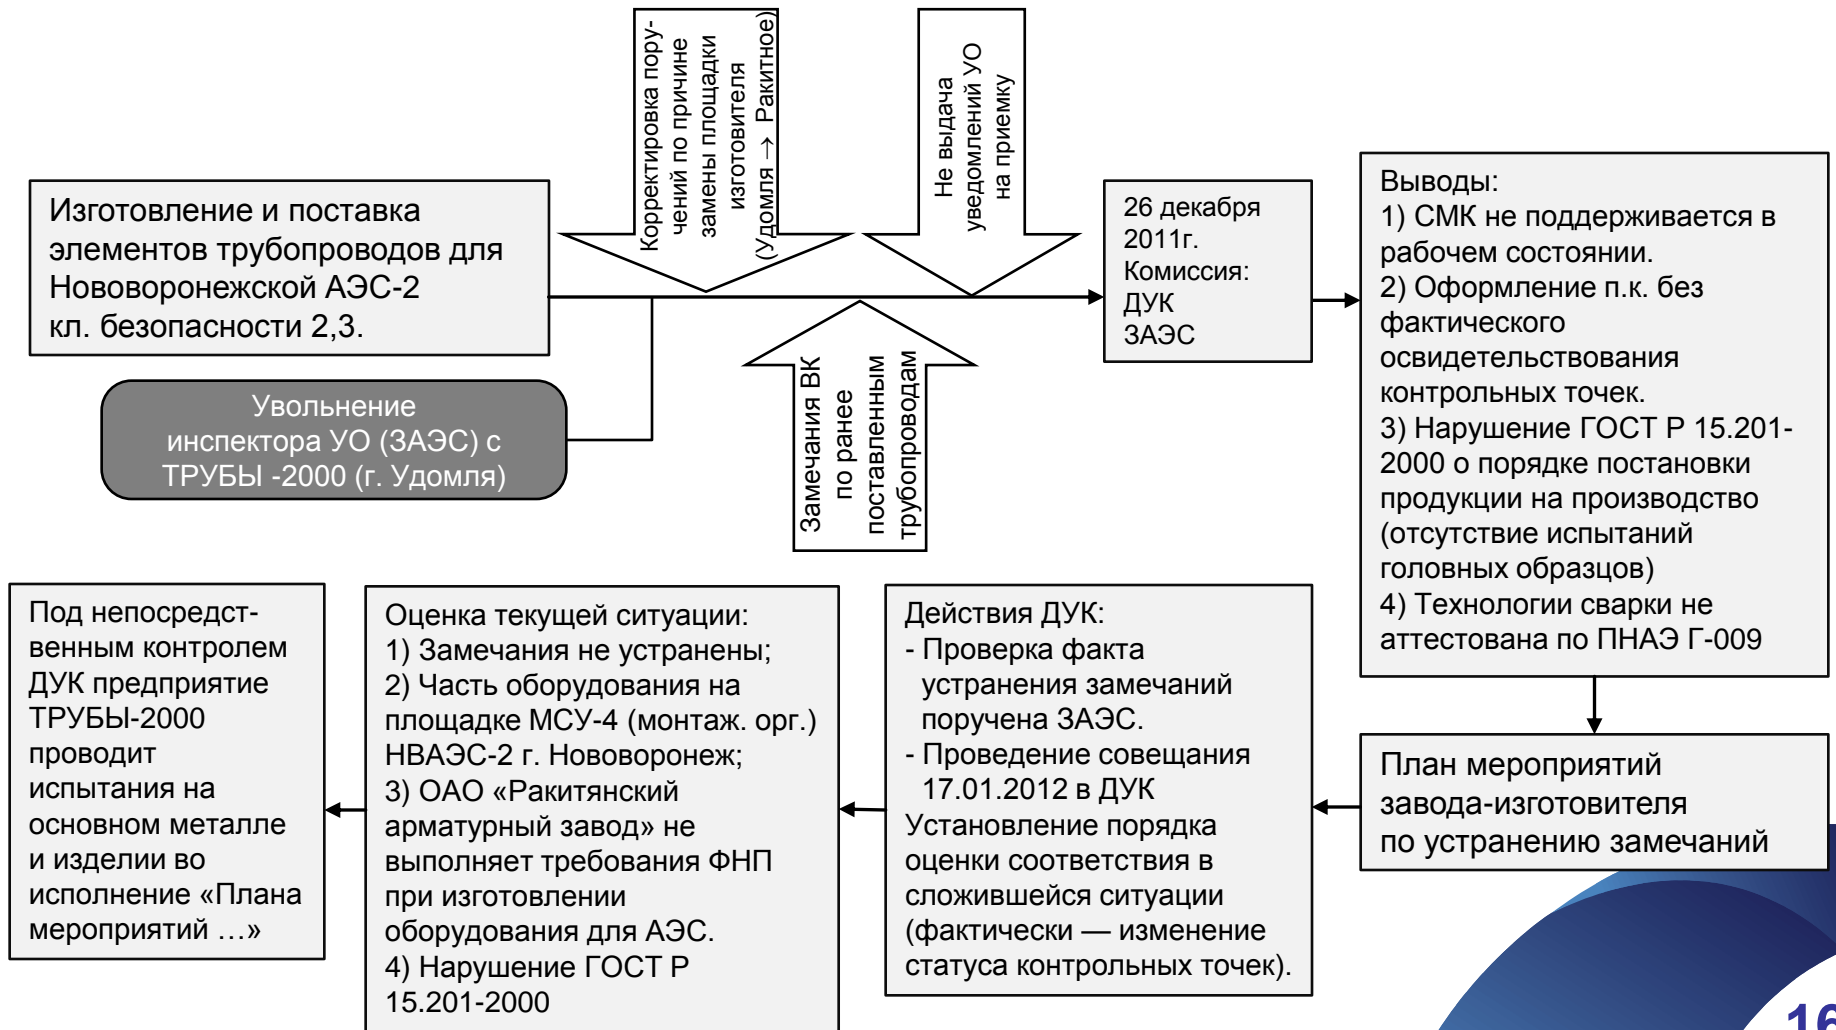 Корректировка пору-
чений по причине
замены площадки
изготовителя
(Удомля → Ракитное)
Не выдача
уведомлений УО
на приемку
Изготовление и поставка
элементов трубопроводов для
Нововоронежской АЭС-2
кл. безопасности 2,3.
Увольнение
инспектора УО (ЗАЭС) с
ТРУБЫ -2000 (г. Удомля)
Замечания ВК
по ранее
поставленным
трубопроводам
26 декабря
2011г.
Комиссия:
ДУК
ЗАЭС
Выводы:
1) СМК не поддерживается в
рабочем состоянии.
2) Оформление п.к. без
фактического
освидетельствования
контрольных точек.
3) Нарушение ГОСТ Р 15.201-
2000 о порядке постановки
продукции на производство
(отсутствие испытаний
головных образцов)
4) Технологии сварки не
аттестована по ПНАЭ Г-009
План мероприятий
завода-изготовителя
по устранению замечаний
Действия ДУК:
- Проверка факта
устранения замечаний
поручена ЗАЭС.
- Проведение совещания
17.01.2012 в ДУК
Установление порядка
оценки соответствия в
сложившейся ситуации
(фактически — изменение
статуса контрольных точек).
Оценка текущей ситуации:
1) Замечания не устранены;
2) Часть оборудования на
площадке МСУ-4 (монтаж. орг.)
НВАЭС-2 г. Нововоронеж;
3) ОАО «Ракитянский
арматурный завод» не
выполняет требования ФНП
при изготовлении
оборудования для АЭС.
4) Нарушение ГОСТ Р
15.201-2000
Под непосредст-
венным контролем
ДУК предприятие
ТРУБЫ-2000
проводит
испытания на
основном металле
и изделии во
исполнение «Плана
мероприятий …»
16